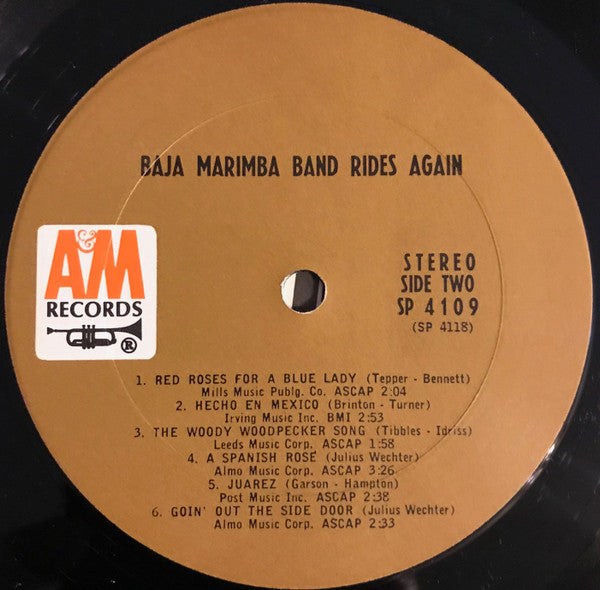 BAJA MARIMBA BAND RIDES AGAIN
A&M
RECORDS
®
STEREO
SIDE TWO
SP 4109
(SP 4118)
1. RED ROSES FOR A BLUE LADY (Tepper - Bennett)
Mills Music Publg. Co. ASCAP 2:04
2. HECHO EN MEXICO (Brinton - Turner)
Irving Music Inc. BMI 2:53
3. THE WOODY WOODPECKER SONG (Tibbles - Idriss)
Leeds Music Corp. ASCAP 1:58
4. A SPANISH ROSE (Julius Wechter)
Almo Music Corp. ASCAP 3:26
5. JUAREZ (Garson - Hampton)
Post Music Inc. ASCAP 2:38
6. GOIN' OUT THE SIDE DOOR (Julius Wechter)
Almo Music Corp. ASCAP 2:33